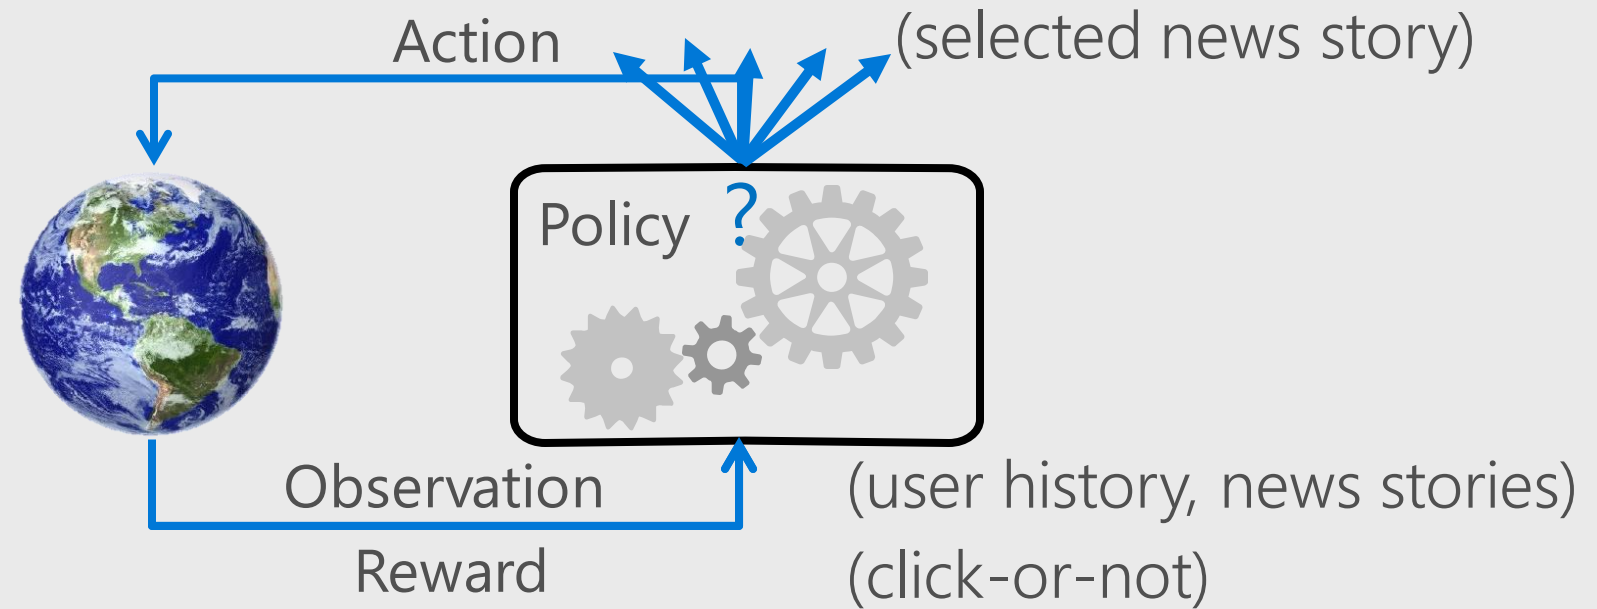 Action
(selected news story)
Policy ?
Observation
(user history, news stories)
Reward
(click-or-not)